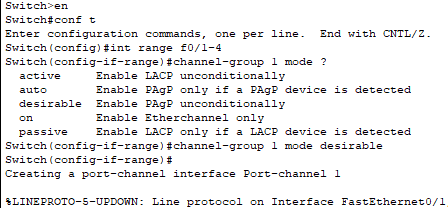 Switch>en
Switch#conf t
Enter configuration commands, one per line.  End with CNTL/Z.
Switch(config)#int range f0/1-4
Switch(config-if-range)#channel-group 1 mode ?
  active     Enable LACP unconditionally
  auto       Enable PAgP only if a PAgP device is detected
  desirable  Enable PAgP unconditionally
  on         Enable Etherchannel only
  passive    Enable LACP only if a LACP device is detected
Switch(config-if-range)#channel-group 1 mode desirable
Switch(config-if-range)#
Creating a port-channel interface Port-channel 1
%LINEPROTO-5-UPDOWN: Line protocol on Interface FastEthernet0/1